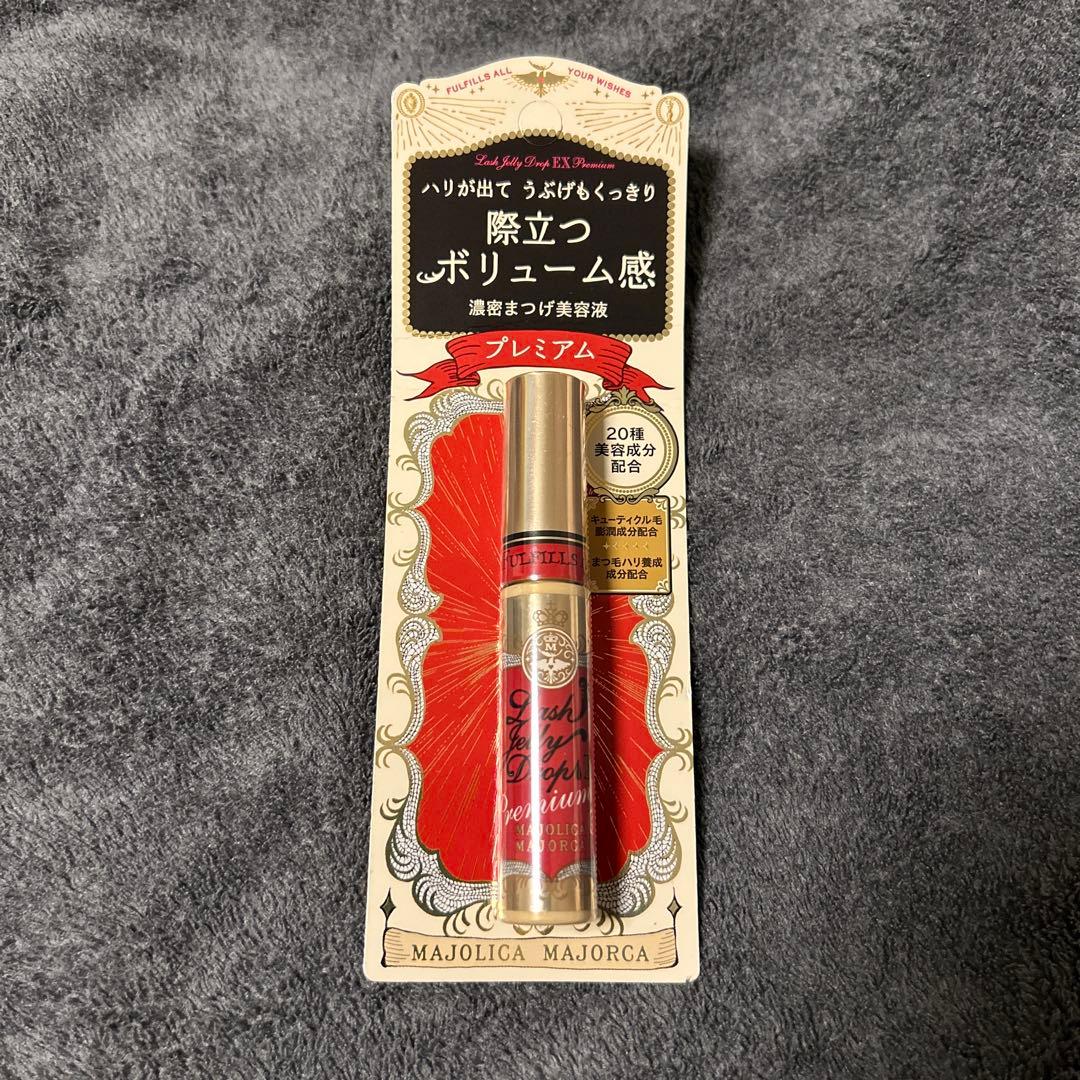 FULFILLS ALL YOUR WISHES
Lash Jelly Drop EX Premium
ハリが出て うぶげもくっきり
際立つ
ボリューム感
濃密まつげ美容液
プレミアム
20種
美容成分
配合
キューティクル毛
膨潤成分配合
まつ毛ハリ養成
成分配合
FULFILLS
M
C
Lash
Jelly
Drop
Premium
MAJOLICA
MAJORCA
MAJOLICA MAJORCA